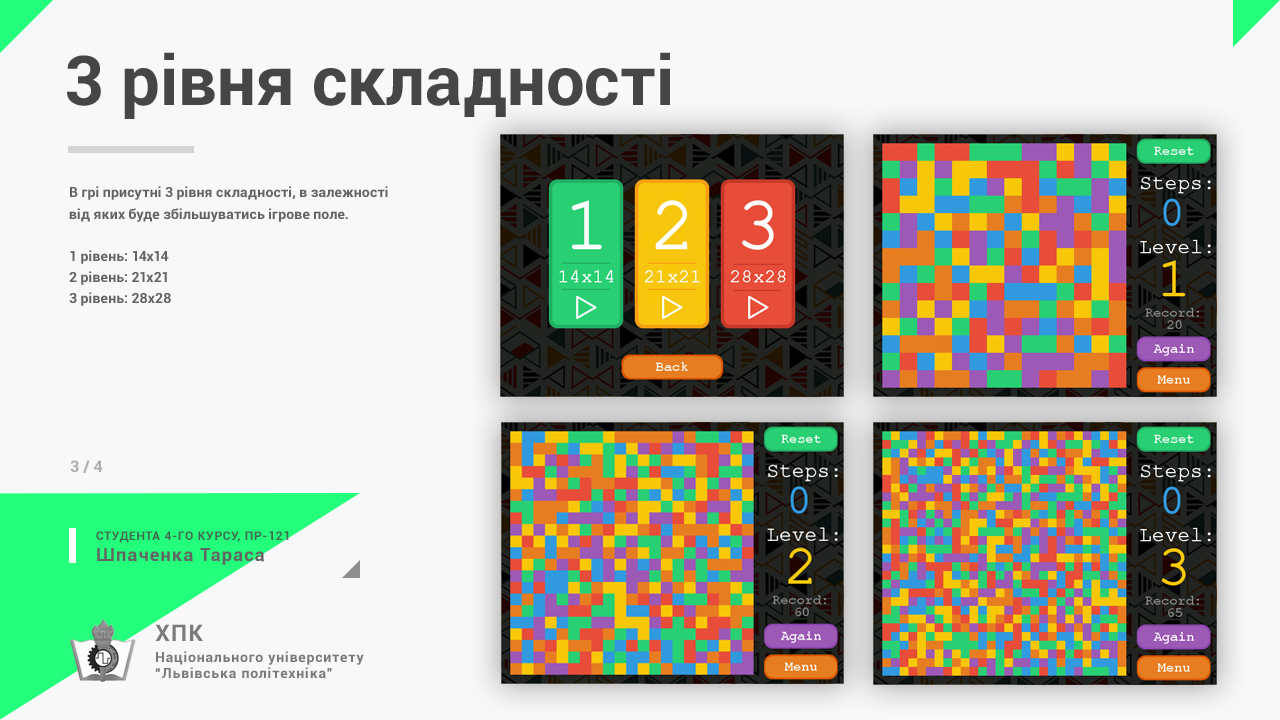 3 рівня складності
В грі присутні 3 рівня складності, в залежності
від яких буде збільшуватись ігрове поле.
1 рівень: 14x14
2 рівень: 21x21
3 рівень: 28x28
1
14x14
2
21x21
3
28x28
Back
Reset
Steps:
0
Level:
1
Record:
20
Again
Menu
Reset
Steps:
0
Level:
2
Record:
60
Again
Menu
Reset
Steps:
0
Level:
3
Record:
65
Again
Menu
3 / 4
СТУДЕНТА 4-ГО КУРСУ, ПР-121
Шпаченка Тараса
ХПК
Національного університету
"Львівська політехніка"